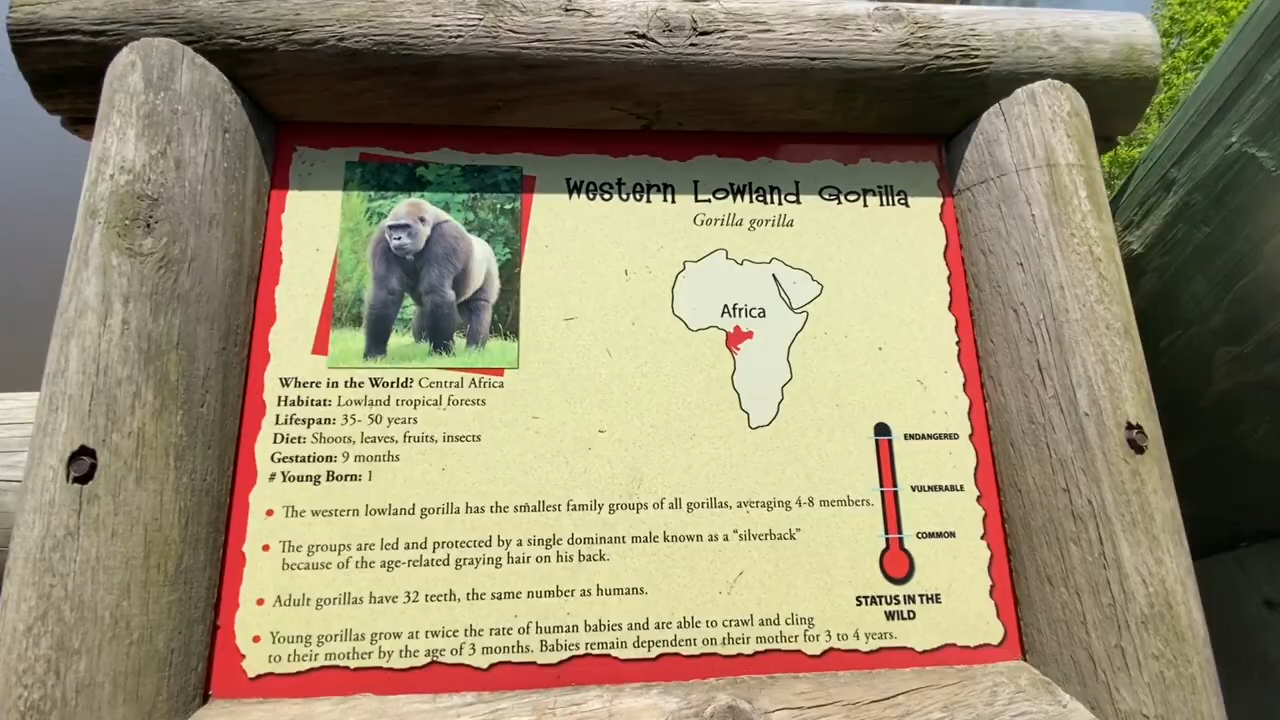 Western Lowland Gorilla
Gorilla gorilla
Africa
Where in the World? Central Africa
Habitat: Lowland tropical forests
Lifespan: 35- 50 years
Diet: Shoots, leaves, fruits, insects
Gestation: 9 months
# Young Born: 1
ENDANGERED
VULNERABLE
COMMON
STATUS IN THE
WILD
• The western lowland gorilla has the smallest family groups of all gorillas, averaging 4-8 members.
• The groups are led and protected by a single dominant male known as a “silverback”
because of the age-related graying hair on his back.
• Adult gorillas have 32 teeth, the same number as humans.
• Young gorillas grow at twice the rate of human babies and are able to crawl and cling
to their mother by the age of 3 months. Babies remain dependent on their mother for 3 to 4 years.